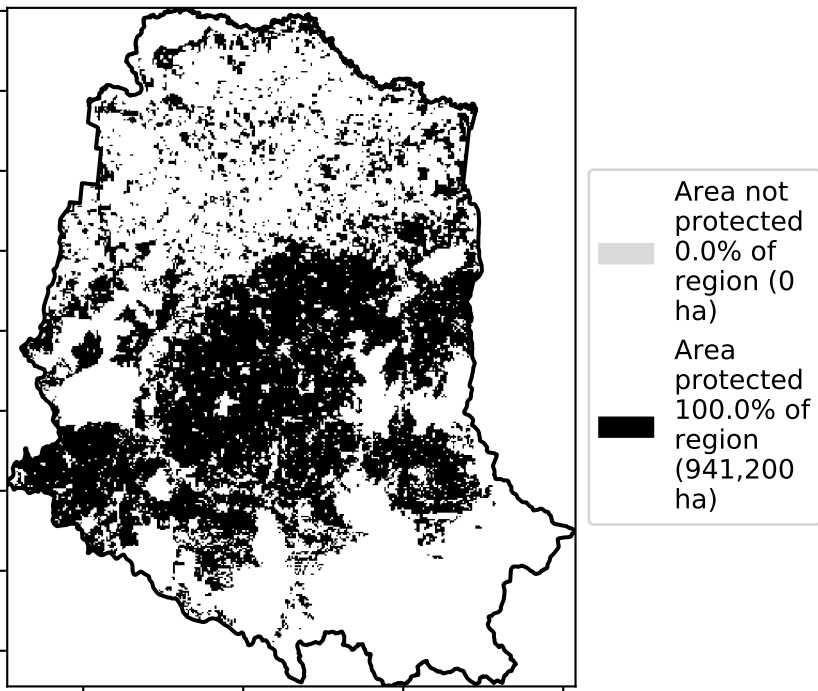 Area not
protected
0.0% of
region (0
ha)
Area
protected
100.0% of
region
(941,200
ha)